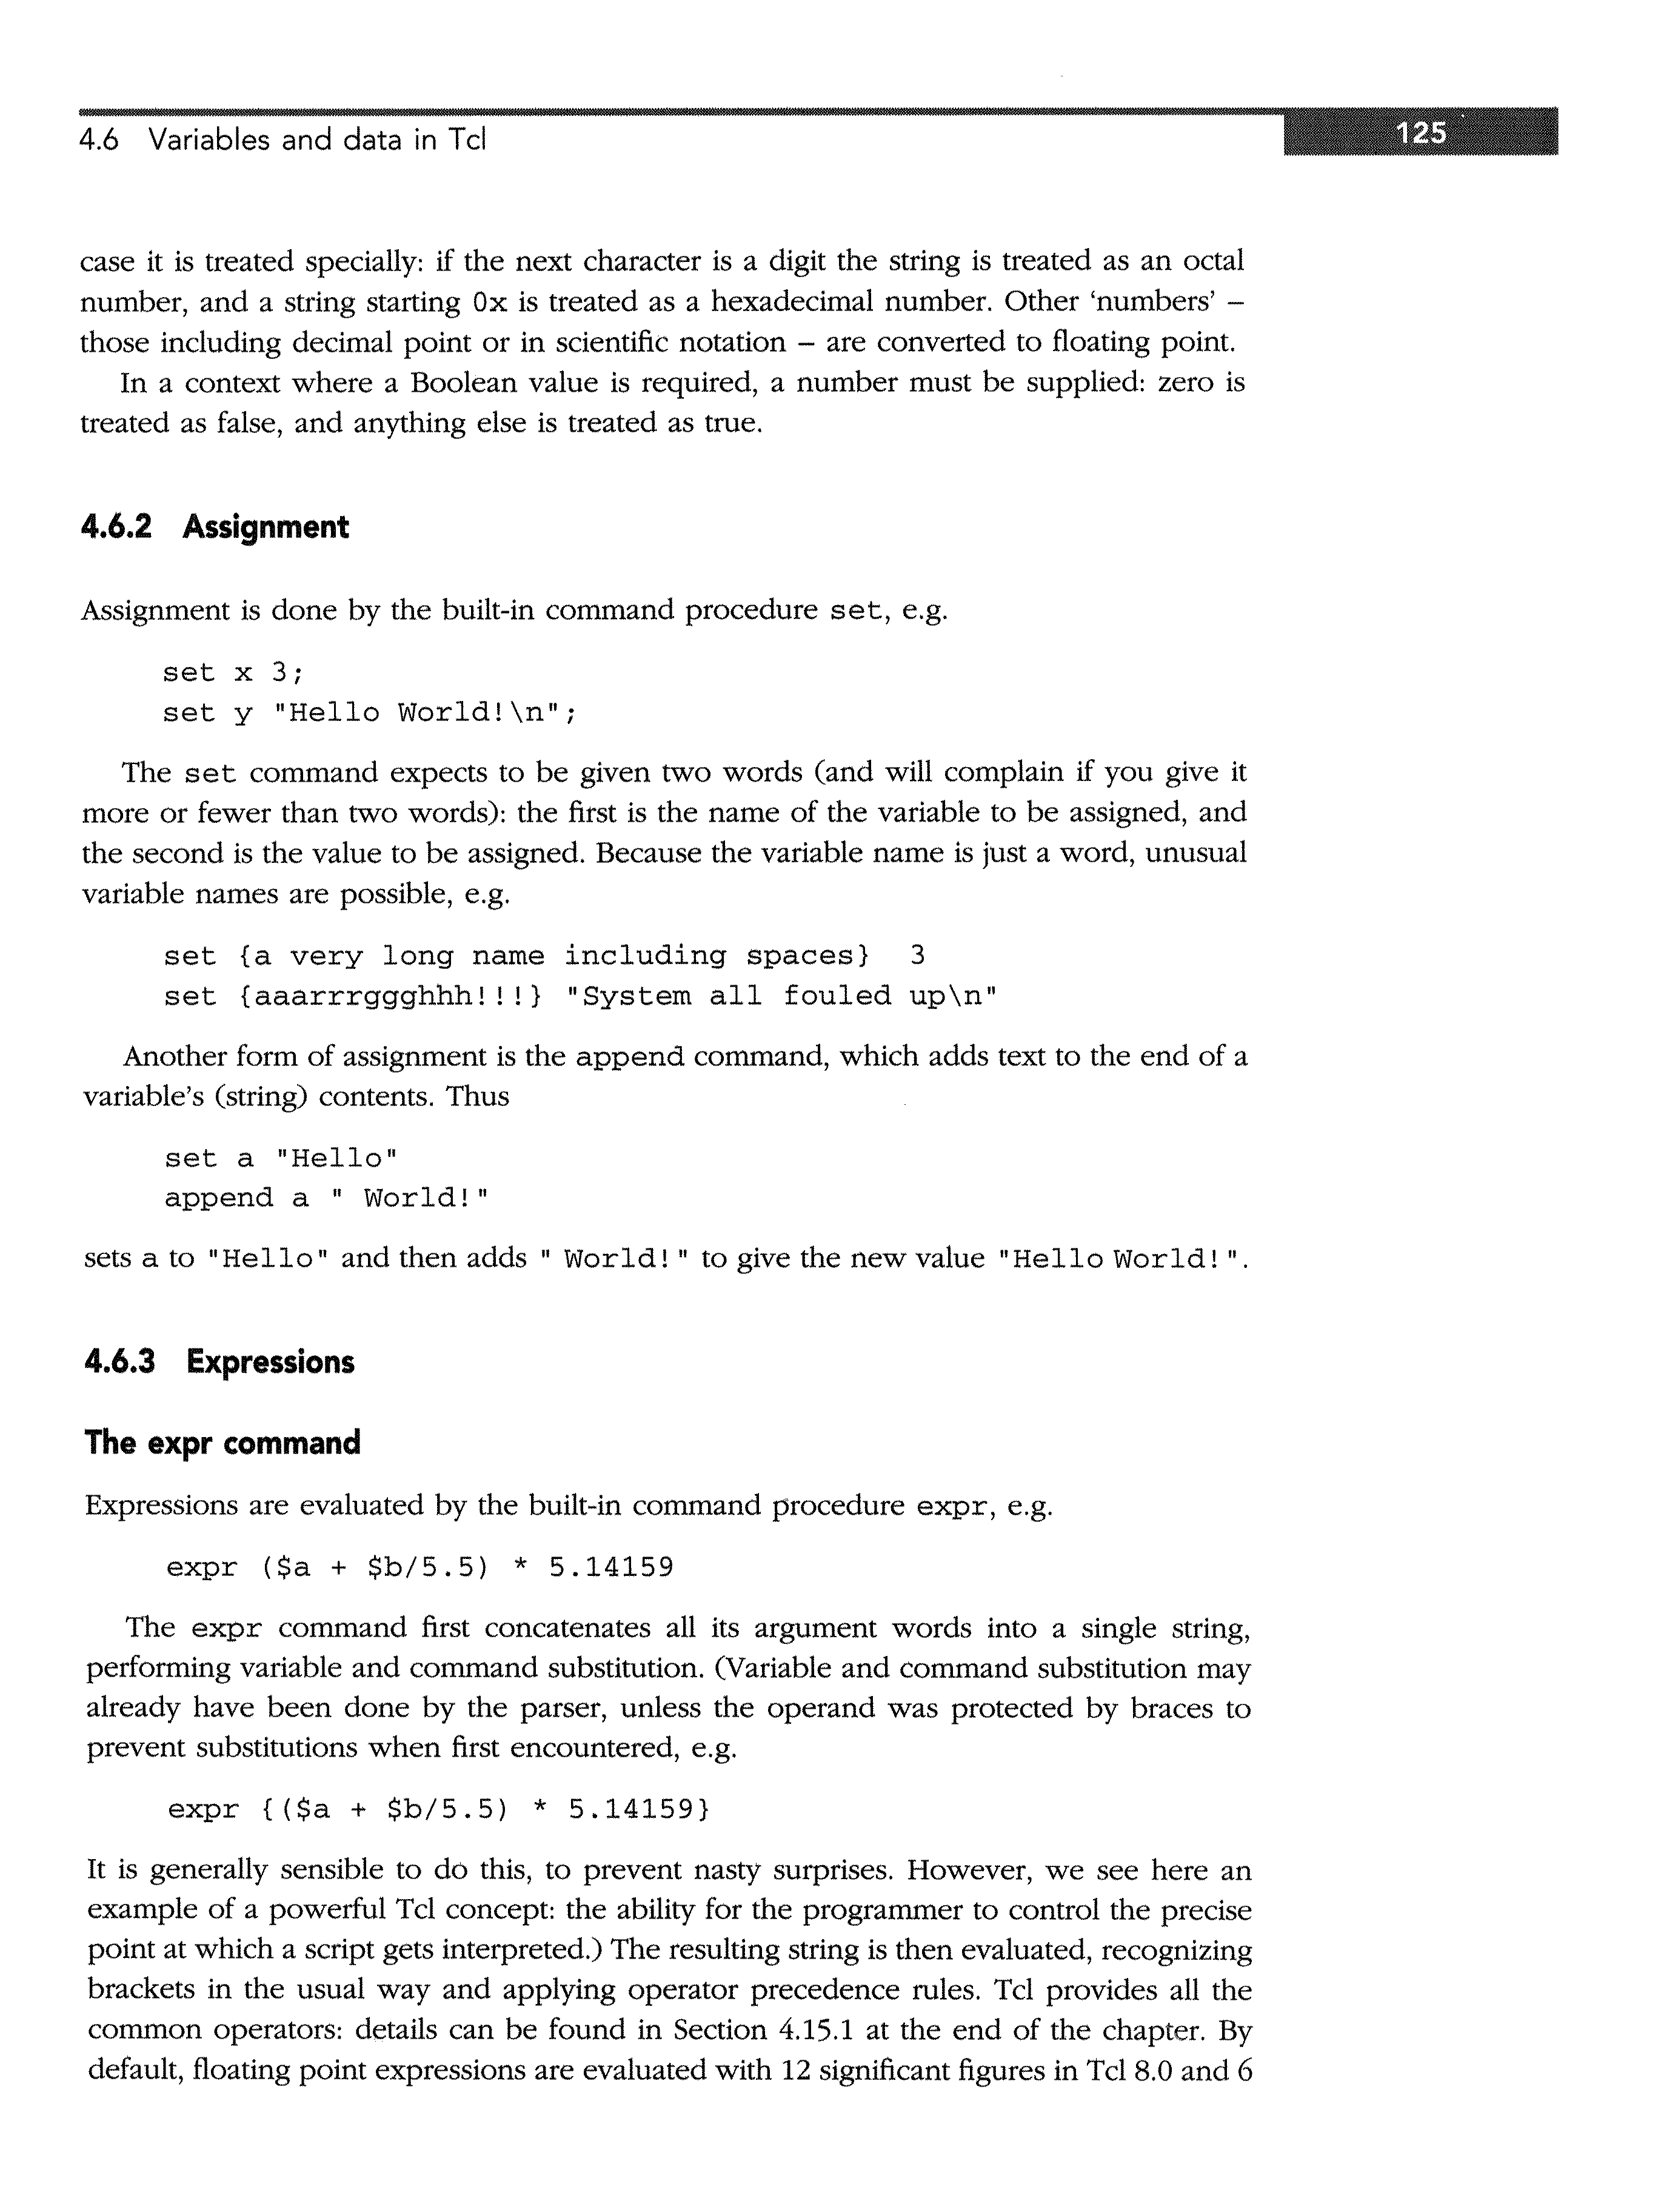 4.6 Variables and data in Tcl
125
case it is treated specially: if the next character is a digit the string is treated as an octal
number, and a string starting 0x is treated as a hexadecimal number. Other ‘numbers’ –
those including decimal point or in scientific notation – are converted to floating point.
In a context where a Boolean value is required, a number must be supplied: zero is
treated as false, and anything else is treated as true.
4.6.2 Assignment
Assignment is done by the built-in command procedure set, e.g.
set x 3;
set y "Hello World!\n";
The set command expects to be given two words (and will complain if you give it
more or fewer than two words): the first is the name of the variable to be assigned, and
the second is the value to be assigned. Because the variable name is just a word, unusual
variable names are possible, e.g.
set {a very long name including spaces} 3
set {aaarrrggghhh!!!} "System all fouled up\n"
Another form of assignment is the append command, which adds text to the end of a
variable’s (string) contents. Thus
set a "Hello"
append a " World!"
sets a to "Hello" and then adds " World!" to give the new value "Hello World!".
4.6.3 Expressions
The expr command
Expressions are evaluated by the built-in command procedure expr, e.g.
expr ($a + $b/5.5) * 5.14159
The expr command first concatenates all its argument words into a single string,
performing variable and command substitution. (Variable and command substitution may
already have been done by the parser, unless the operand was protected by braces to
prevent substitutions when first encountered, e.g.
expr {($a + $b/5.5) * 5.14159}
It is generally sensible to do this, to prevent nasty surprises. However, we see here an
example of a powerful Tcl concept: the ability for the programmer to control the precise
point at which a script gets interpreted.) The resulting string is then evaluated, recognizing
brackets in the usual way and applying operator precedence rules. Tcl provides all the
common operators: details can be found in Section 4.15.1 at the end of the chapter. By
default, floating point expressions are evaluated with 12 significant figures in Tcl 8.0 and 6